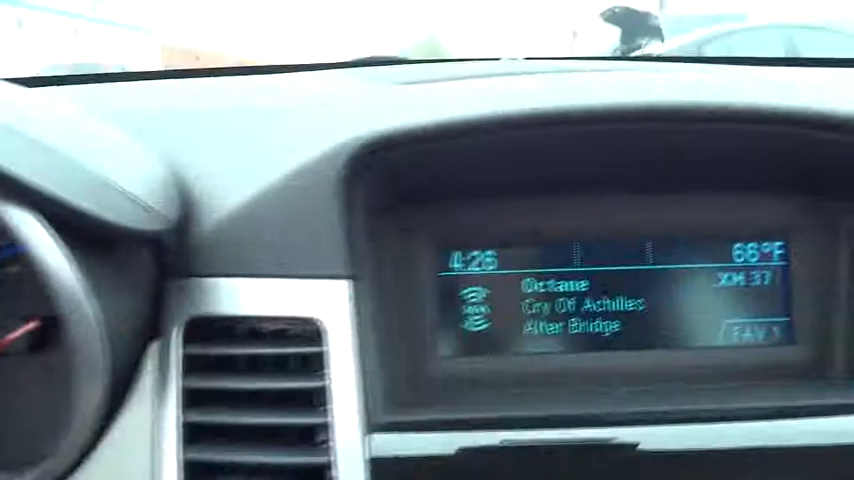 4:26 66°F
Octane XM 37
Cry Of Achilles
Alter Bridge FAV 1